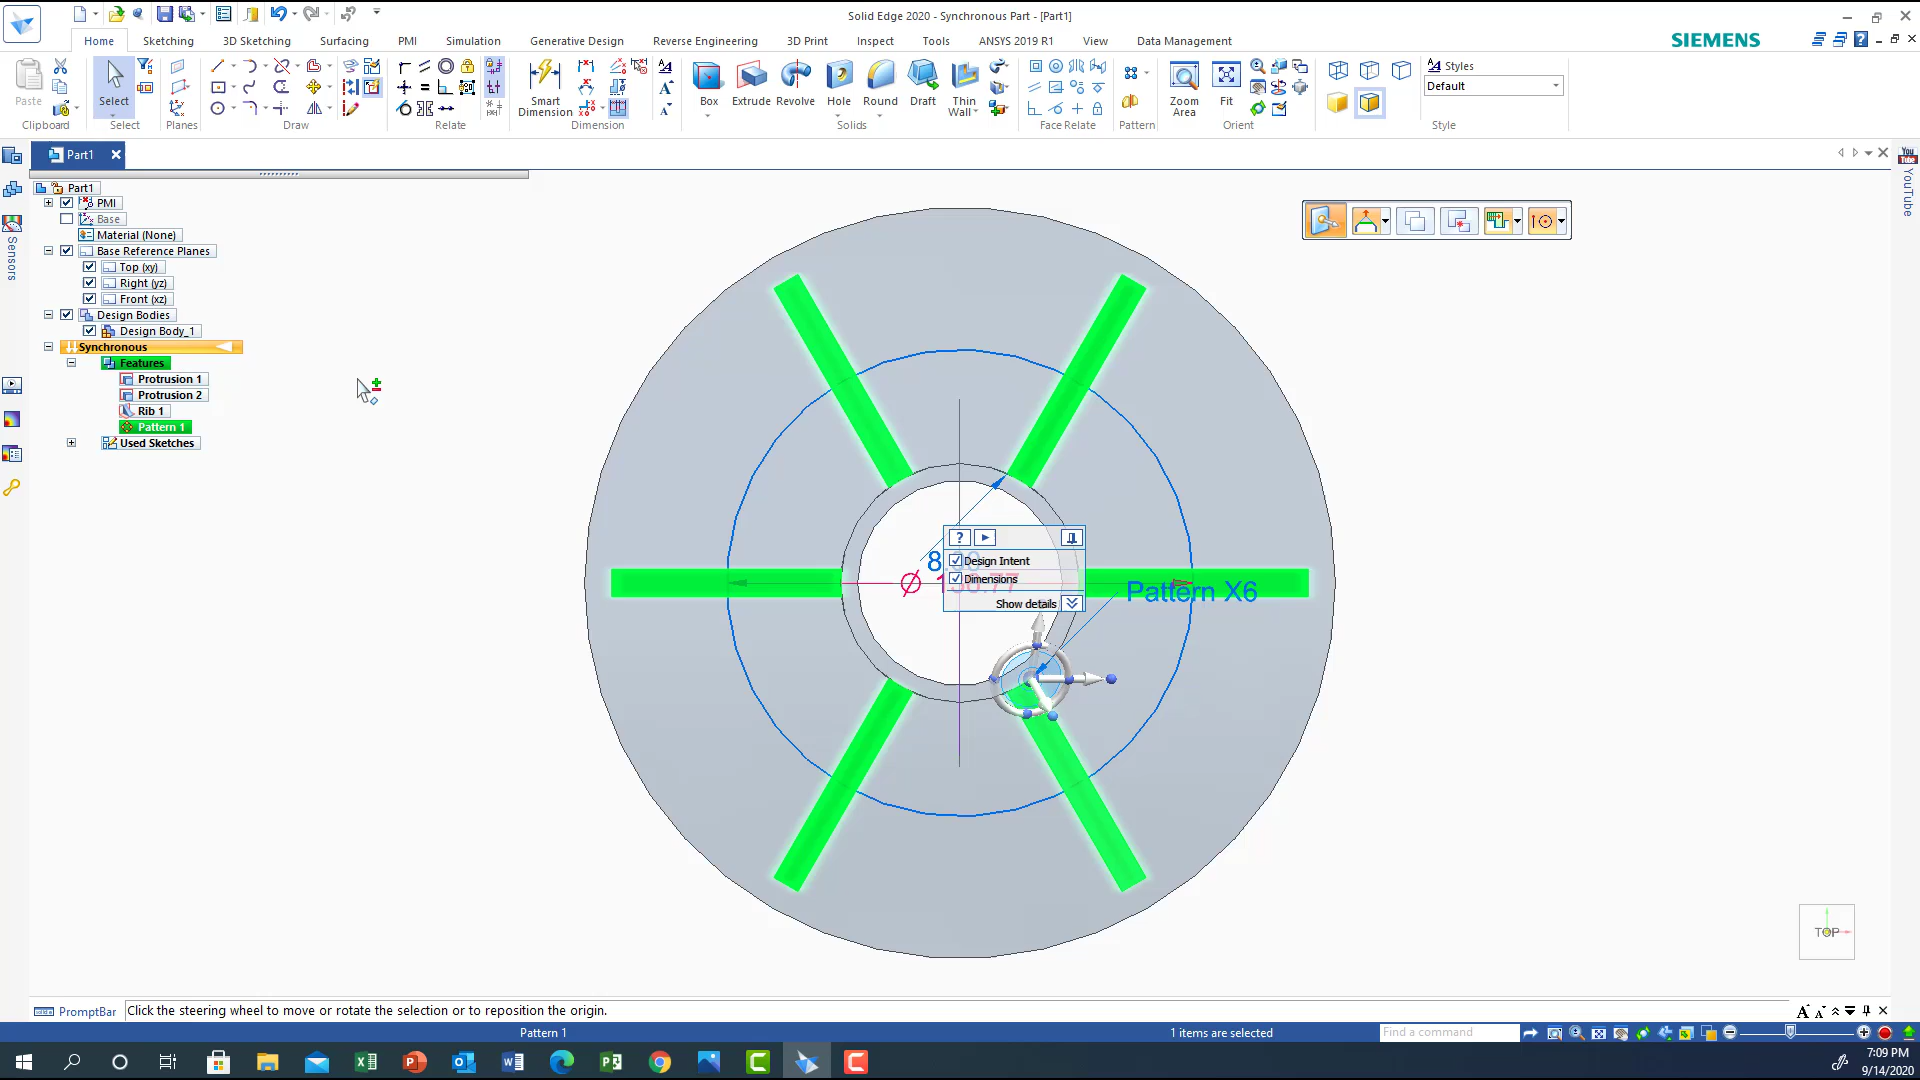 Solid Edge 2020 - Synchronous Part - [Part1]
Home
Sketching
3D Sketching
Surfacing
PMI
Simulation
Generative Design
Reverse Engineering
3D Print
Inspect
Tools
ANSYS 2019 R1
View
Data Management
SIEMENS
Paste
Clipboard
Select
Select
Planes
Draw
Relate
Smart Dimension
Dimension
Box
Extrude
Revolve
Hole
Round
Draft
Thin Wall
Solids
Face Relate
Pattern
Zoom Area
Fit
Orient
Styles
Default
Style
Part1
YouTube
Sensors
Part1
PMI
Base
Material (None)
Base Reference Planes
Top (xy)
Right (yz)
Front (xz)
Design Bodies
Design Body_1
Synchronous
Features
Protrusion 1
Protrusion 2
Rib 1
Pattern 1
Used Sketches
?
Design Intent
Dimensions
Show details
Pattern X6
TOP
PromptBar
Click the steering wheel to move or rotate the selection or to reposition the origin.
Pattern 1
1 items are selected
Find a command
7:09 PM
9/14/2020